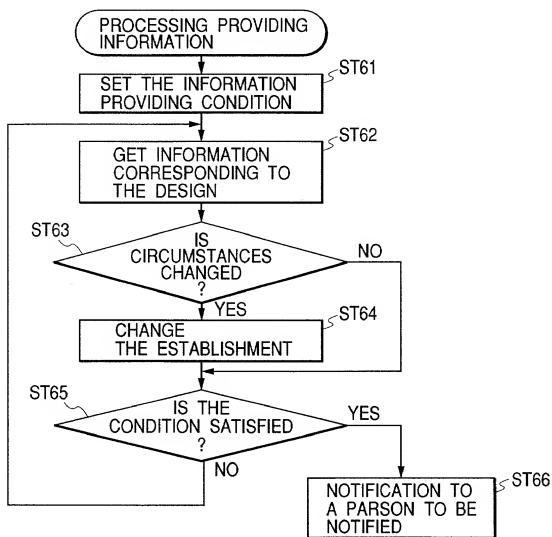 PROCESSING PROVIDING
INFORMATION
ST61
SET THE INFORMATION
PROVIDING CONDITION
ST62
GET INFORMATION
CORRESPONDING TO
THE DESIGN
ST63
IS
CIRCUMSTANCES
CHANGED
?
NO
YES
ST64
CHANGE
THE ESTABLISHMENT
ST65
IS THE
CONDITION SATISFIED
?
YES
NO
ST66
NOTIFICATION TO
A PARSON TO BE
NOTIFIED